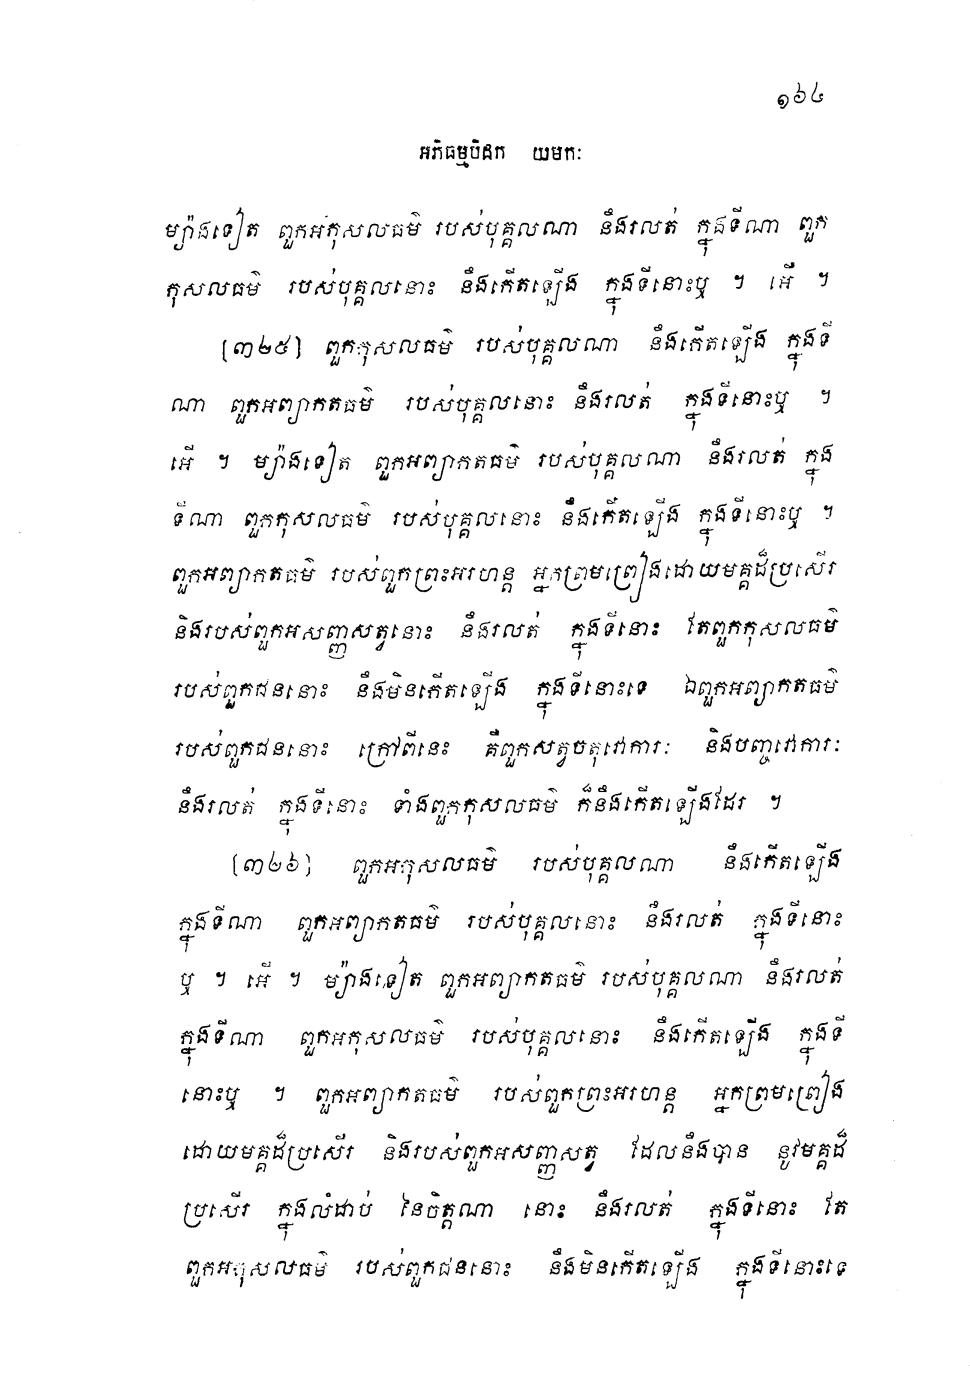 ១៦៤
អភិធម្មបិដក យមកៈ
ម្យ៉ាងទៀត ពួកអកុសលធម៌ របស់បុគ្គលណា នឹងរលត់ ក្នុងទីណា ពួក
កុសលធម៌ របស់បុគ្គលនោះ នឹងកើតឡើង ក្នុងទីនោះឬ ។ អើ ។
[៣២៥] ពួកកុសលធម៌ របស់បុគ្គលណា នឹងកើតឡើង ក្នុងទី
ណា ពួកអព្យាកតធម៌ របស់បុគ្គលនោះ នឹងរលត់ ក្នុងទីនោះឬ ។
អើ ។ ម្យ៉ាងទៀត ពួកអព្យាកតធម៌ របស់បុគ្គលណា នឹងរលត់ ក្នុង
ទីណា ពួកកុសលធម៌ របស់បុគ្គលនោះ នឹងកើតឡើង ក្នុងទីនោះឬ ។
ពួកអព្យាកតធម៌ របស់ពួកព្រះអរហន្ត អ្នកព្រមព្រៀងដោយមគ្គដ៏ប្រសើរ
និងរបស់ពួកអសញ្ញសត្វនោះ នឹងរលត់ ក្នុងទីនោះ តែពួកកុសលធម៌
របស់ពួកជននោះ នឹងមិនកើតឡើង ក្នុងទីនោះទេ ឯពួកអព្យាកតធម៌
របស់ពួកជននោះ ក្រៅពីនេះ គឺពួកសត្វចតុវោការៈ និងបញ្ចវោការៈ
នឹងរលត់ ក្នុងទីនោះ ទាំងពួកកុសលធម៌ ក៏នឹងកើតឡើងដែរ ។
[៣២៦] ពួកអកុសលធម៌ របស់បុគ្គលណា នឹងកើតឡើង
ក្នុងទីណា ពួកអព្យាកតធម៌ របស់បុគ្គលនោះ នឹងរលត់ ក្នុងទីនោះ
ឬ ។ អើ ។ ម្យ៉ាងទៀត ពួកអព្យាកតធម៌ របស់បុគ្គលណា នឹងរលត់
ក្នុងទីណា ពួកអកុសលធម៌ របស់បុគ្គលនោះ នឹងកើតឡើង ក្នុងទី
នោះឬ ។ ពួកអព្យាកតធម៌ របស់ពួកព្រះអរហន្ត អ្នកព្រមព្រៀង
ដោយមគ្គដ៏ប្រសើរ និងរបស់ពួកអសញ្ញសត្វ ដែលនឹងបាន នូវមគ្គដ៏
ប្រសើរ ក្នុងលំដាប់ នៃចិត្តណា នោះ នឹងរលត់ ក្នុងទីនោះ តែ
ពួកអកុសលធម៌ របស់ពួកជននោះ នឹងមិនកើតឡើង ក្នុងទីនោះទេ